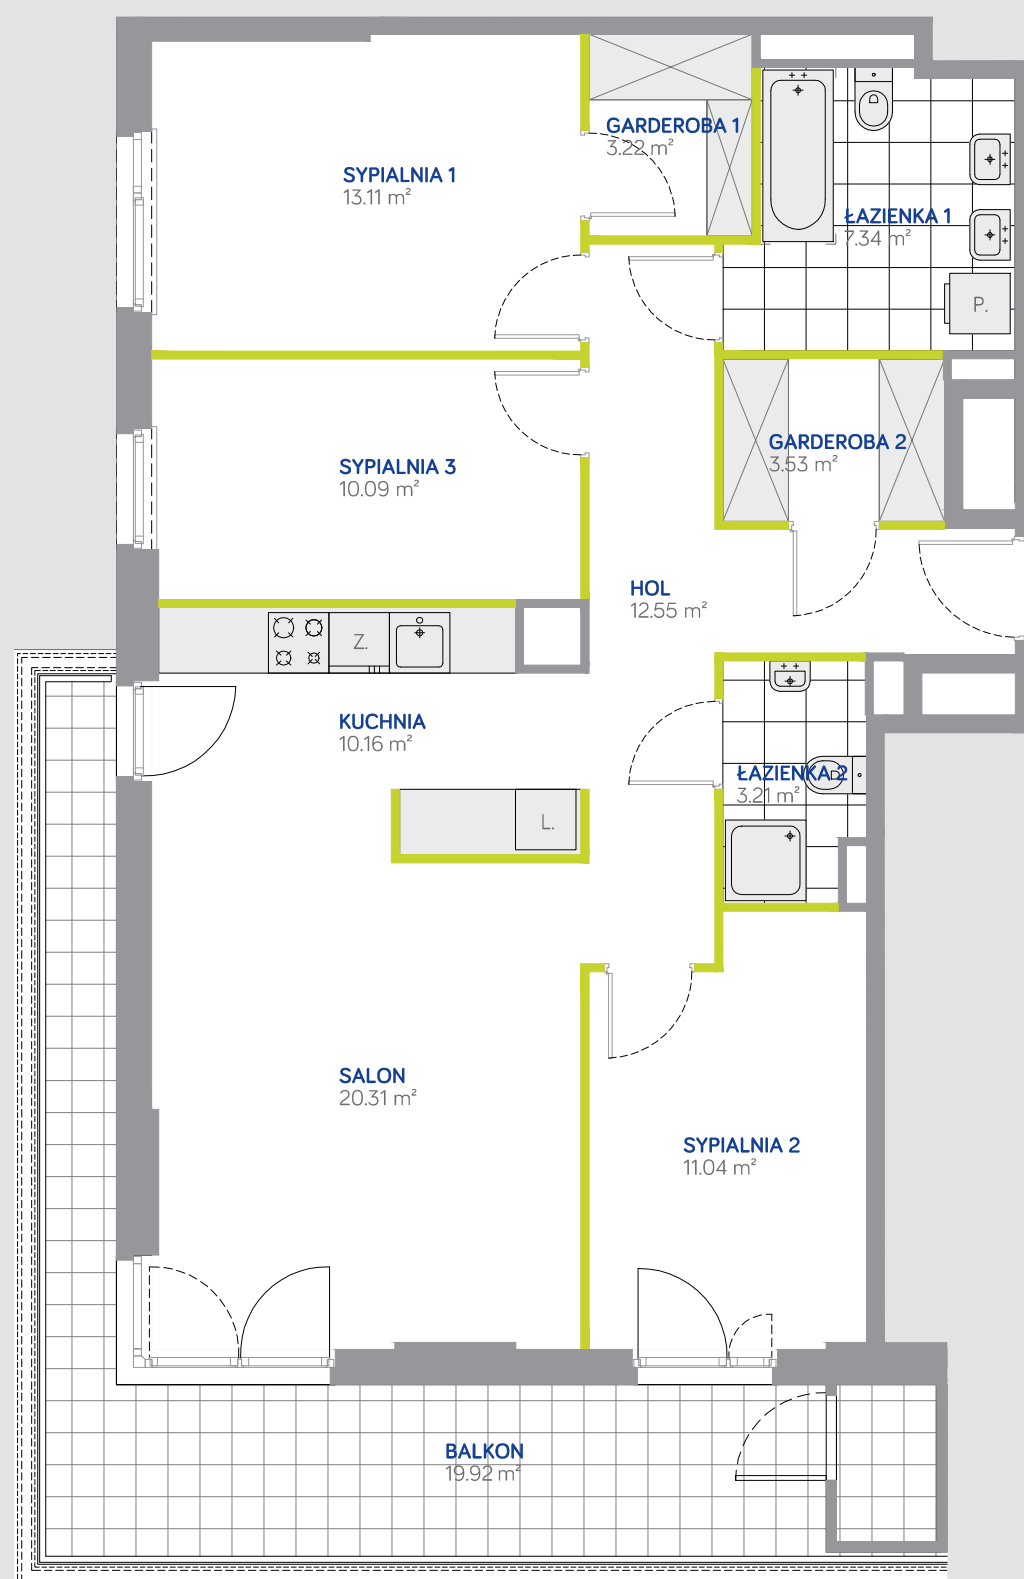 GARDEROBA 1
3.22 m²
SYPIALNIA 1
13.11 m²
ŁAZIENKA 1
7.34 m²
P.
GARDEROBA 2
3.53 m²
SYPIALNIA 3
10.09 m²
HOL
12.55 m²
Z.
KUCHNIA
10.16 m²
ŁAZIENKA 2
3.21 m²
L.
SALON
20.31 m²
SYPIALNIA 2
11.04 m²
BALKON
19.92 m²